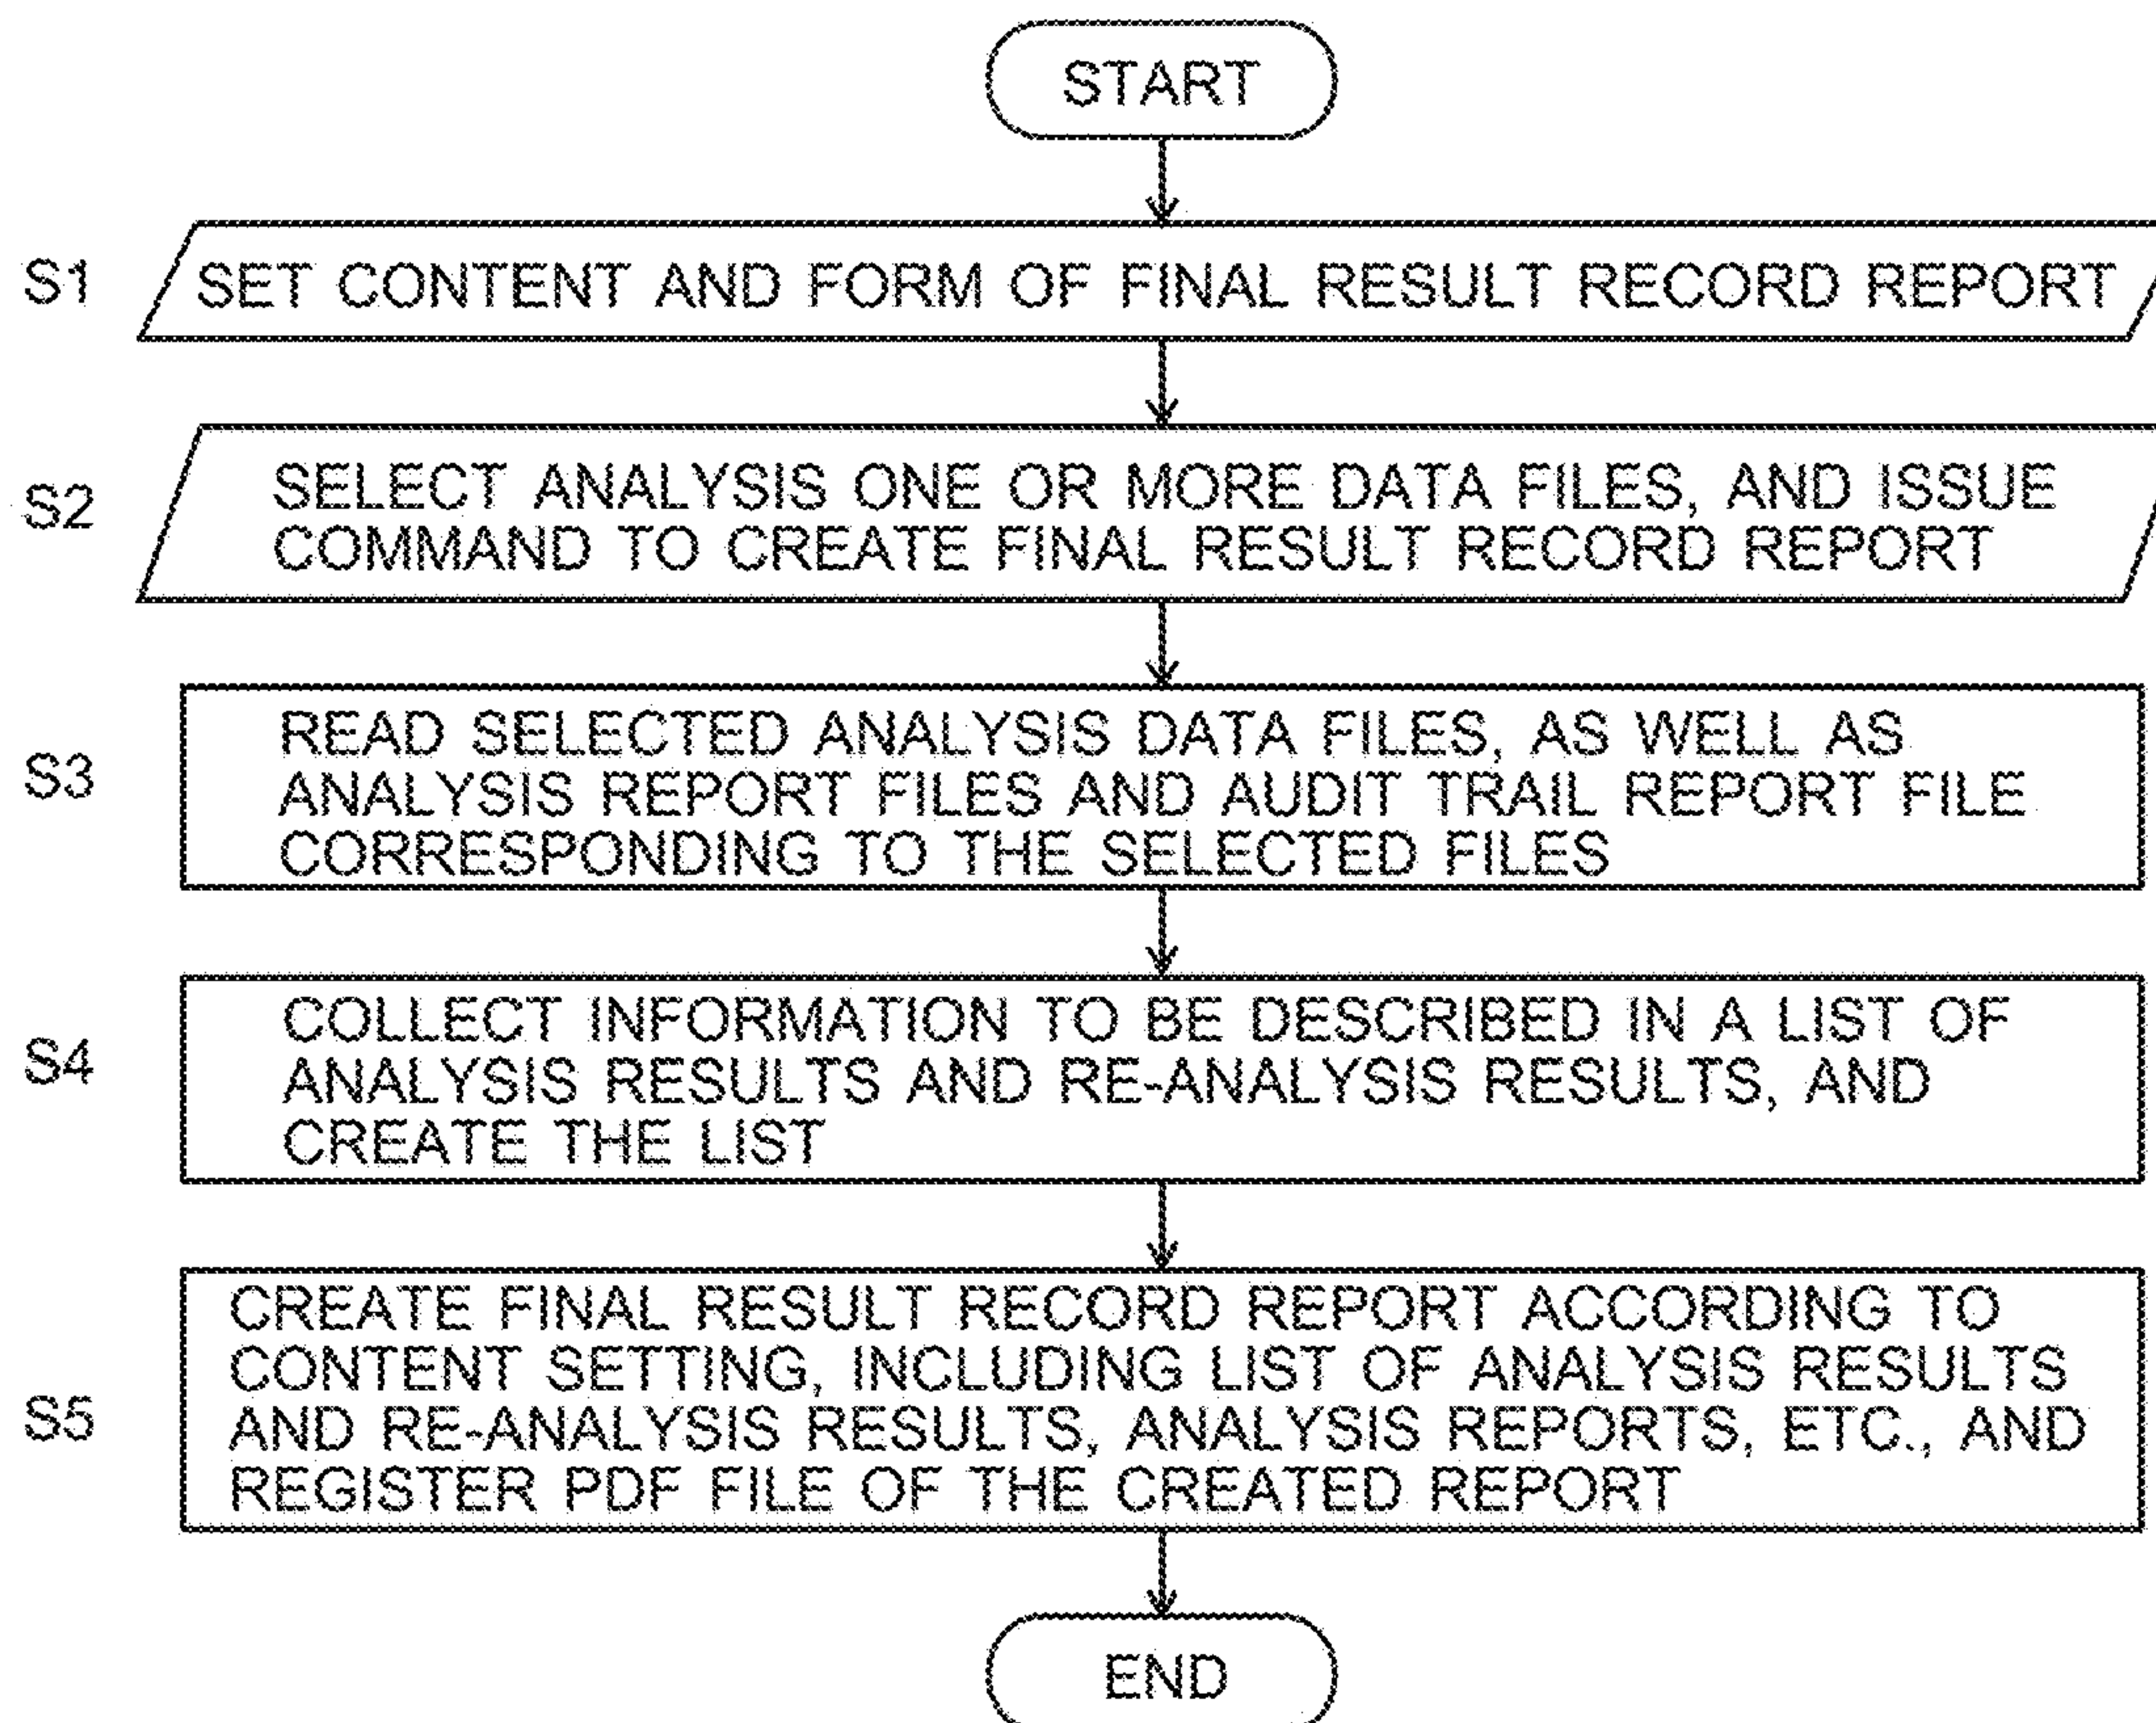 START
S1
SET CONTENT AND FORM OF FINAL RESULT RECORD REPORT
S2
SELECT ANALYSIS ONE OR MORE DATA FILES, AND ISSUE
COMMAND TO CREATE FINAL RESULT RECORD REPORT
S3
READ SELECTED ANALYSIS DATA FILES, AS WELL AS
ANALYSIS REPORT FILES AND AUDIT TRAIL REPORT FILE
CORRESPONDING TO THE SELECTED FILES
S4
COLLECT INFORMATION TO BE DESCRIBED IN A LIST OF
ANALYSIS RESULTS AND RE-ANALYSIS RESULTS, AND
CREATE THE LIST
S5
CREATE FINAL RESULT RECORD REPORT ACCORDING TO
CONTENT SETTING, INCLUDING LIST OF ANALYSIS RESULTS
AND RE-ANALYSIS RESULTS, ANALYSIS REPORTS, ETC., AND
REGISTER PDF FILE OF THE CREATED REPORT
END